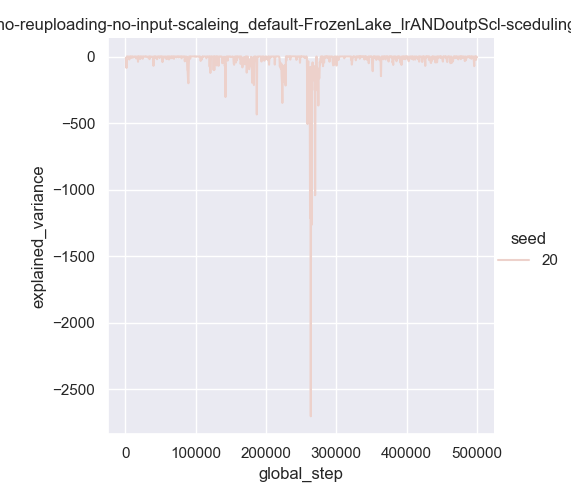 no-reuploading-no-input-scaleing_default-FrozenLake_lrANDoutpScl-sceduling
0
−500
−1000
−1500
−2000
−2500
explained_variance
0 100000 200000 300000 400000 500000
global_step
seed
20